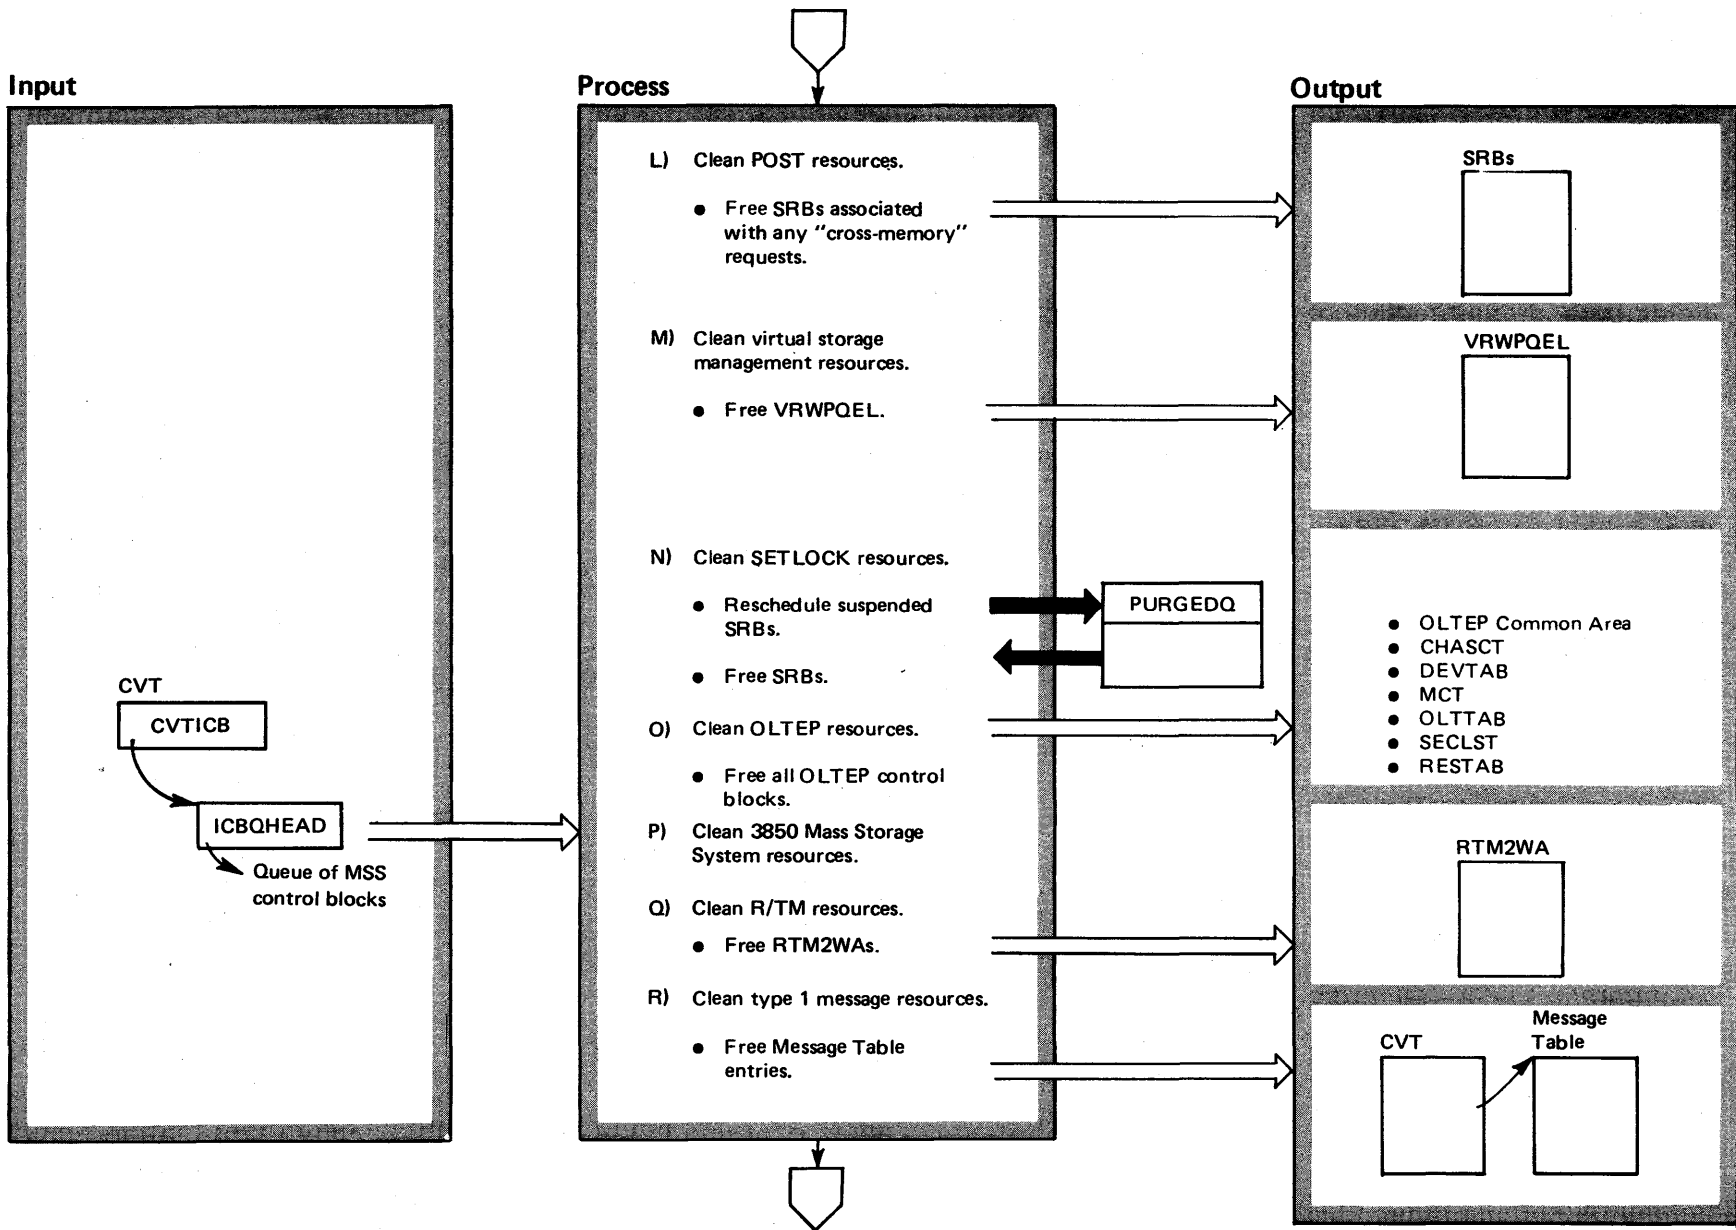 Input
CVT
CVTICB
ICBQHEAD
Queue of MSS
control blocks
Process
L) Clean POST resources.
● Free SRBs associated
with any "cross-memory"
requests.
M) Clean virtual storage
management resources.
● Free VRWPQEL.
N) Clean SETLOCK resources.
● Reschedule suspended
SRBs.
● Free SRBs.
O) Clean OLTEP resources.
● Free all OLTEP control
blocks.
P) Clean 3850 Mass Storage
System resources.
Q) Clean R/TM resources.
● Free RTM2WAs.
R) Clean type 1 message resources.
● Free Message Table
entries.
PURGEDQ
Output
SRBs
VRWPQEL
● OLTEP Common Area
● CHASCT
● DEVTAB
● MCT
● OLTTAB
● SECLST
● RESTAB
RTM2WA
CVT
Message
Table